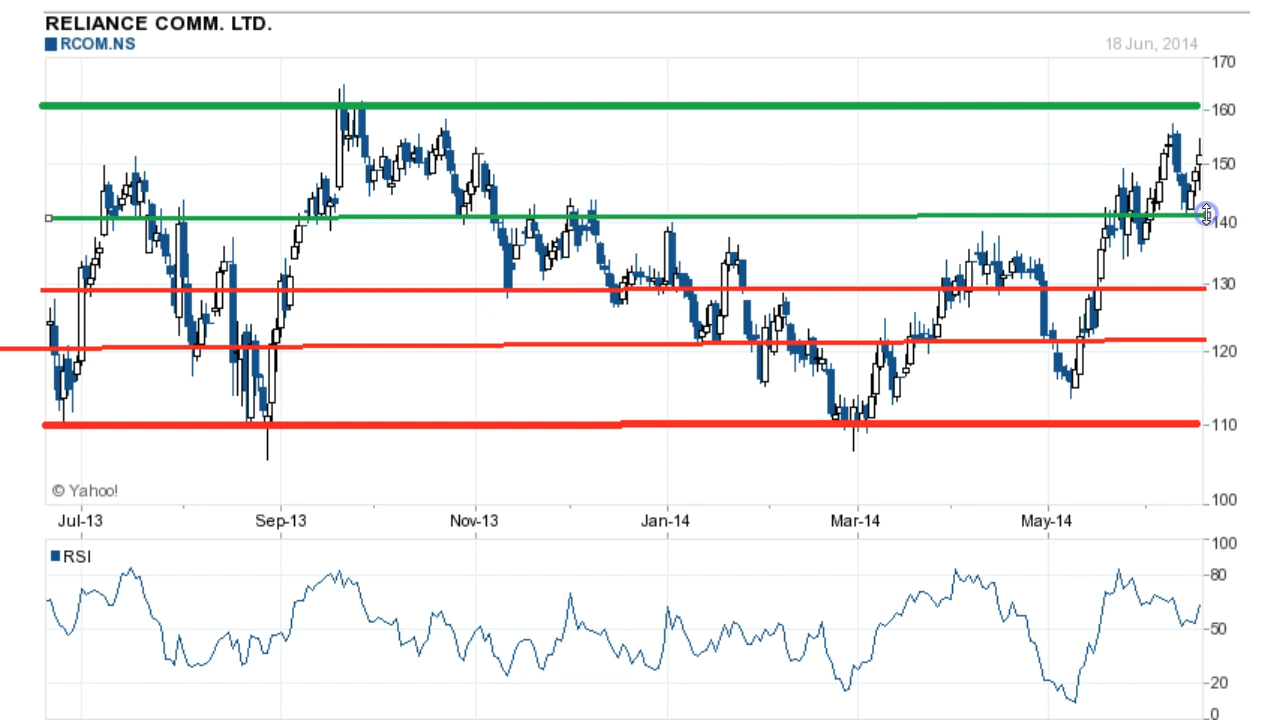 RELIANCE COMM. LTD.
RCOM.NS
18 Jun, 2014
170
160
150
140
130
120
110
100
© Yahoo!
Jul-13 Sep-13 Nov-13 Jan-14 Mar-14 May-14
RSI
100
80
50
20
0